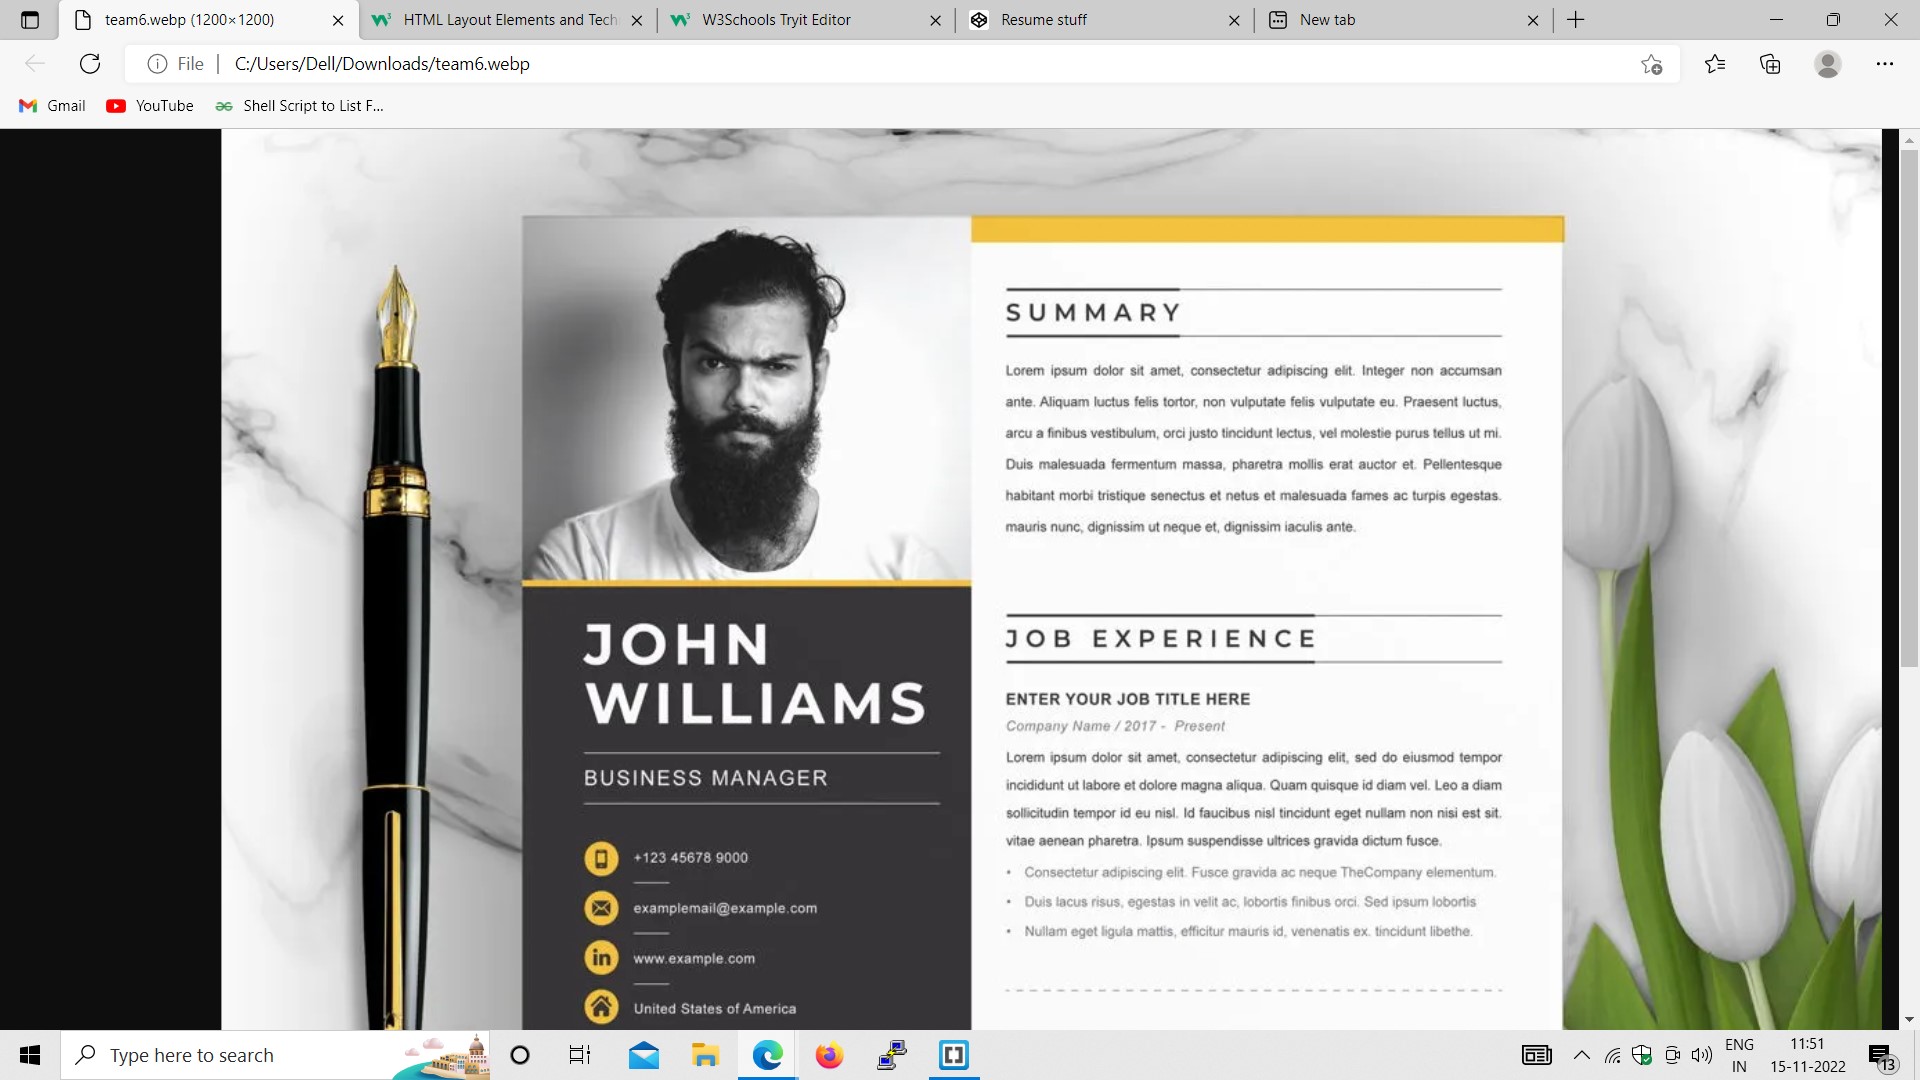 team6.webp (1200×1200)
HTML Layout Elements and Tech
W3Schools Tryit Editor
Resume stuff
New tab
File
C:/Users/Dell/Downloads/team6.webp
Gmail
YouTube
Shell Script to List F...
SUMMARY
Lorem ipsum dolor sit amet, consectetur adipiscing elit. Integer non accumsan
ante. Aliquam luctus felis tortor, non vulputate felis vulputate eu. Praesent luctus,
arcu a finibus vestibulum, orci justo tincidunt lectus, vel molestie purus tellus ut mi.
Duis malesuada fermentum massa, pharetra mollis erat auctor et. Pellentesque
habitant morbi tristique senectus et netus et malesuada fames ac turpis egestas.
mauris nunc, dignissim ut neque et, dignissim iaculis ante.
JOHN
WILLIAMS
BUSINESS MANAGER
+123 45678 9000
examplemail@example.com
in
www.example.com
United States of America
JOB EXPERIENCE
ENTER YOUR JOB TITLE HERE
Company Name / 2017 - Present
Lorem ipsum dolor sit amet, consectetur adipiscing elit, sed do eiusmod tempor
incididunt ut labore et dolore magna aliqua. Quam quisque id diam vel. Leo a diam
sollicitudin tempor id eu nisl. Id faucibus nisl tincidunt eget nullam non nisi est sit.
vitae aenean pharetra. Ipsum suspendisse ultrices gravida dictum fusce.
• Consectetur adipiscing elit. Fusce gravida ac neque TheCompany elementum.
• Duis lacus risus, egestas in velit ac, lobortis finibus orci. Sed ipsum lobortis
• Nullam eget ligula mattis, efficitur mauris id, venenatis ex. tincidunt libethe.
Type here to search
ENG
IN
11:51
15-11-2022
13